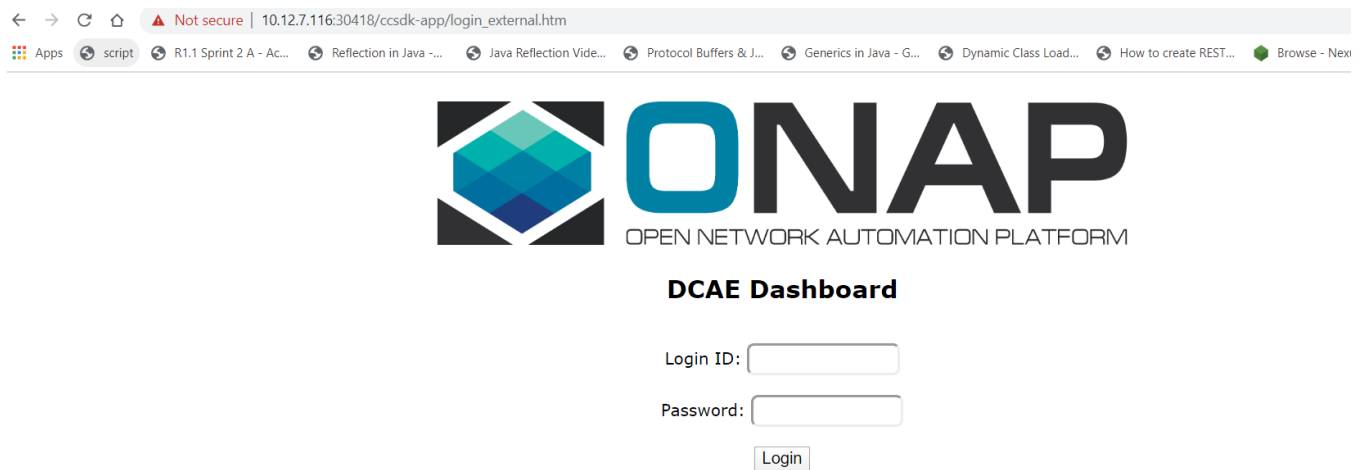 Not secure | 10.12.7.116:30418/ccsdk-app/login_external.htm
Apps script R1.1 Sprint 2 A - Ac... Reflection in Java -... Java Reflection Vide... Protocol Buffers & J... Generics in Java - G... Dynamic Class Load... How to create REST... Browse - Nex
ONAP
OPEN NETWORK AUTOMATION PLATFORM
DCAE Dashboard
Login ID:
Password:
Login